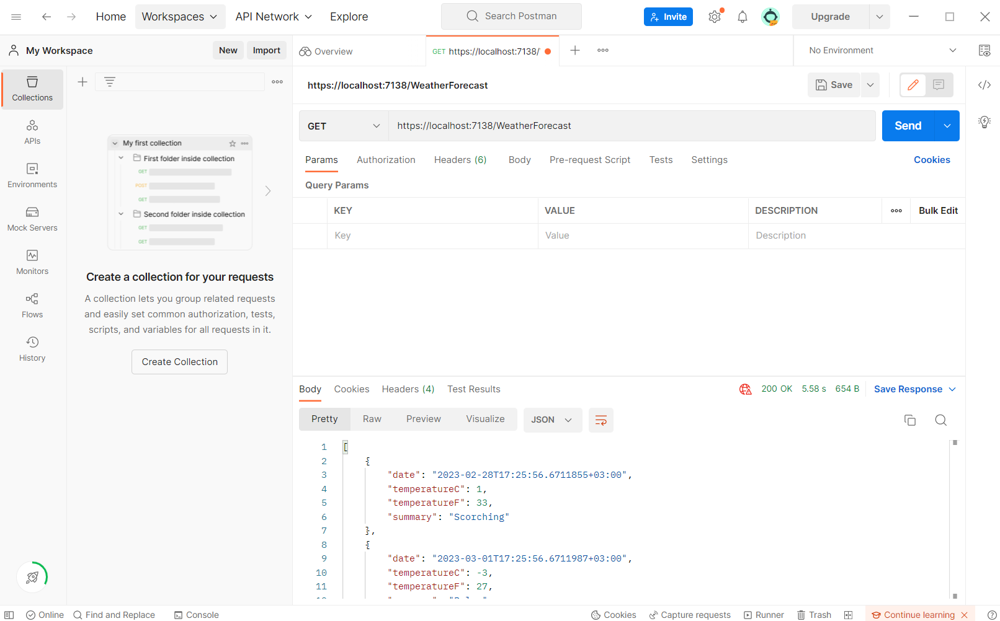 Home Workspaces API Network Explore Search Postman Invite Upgrade
My Workspace New Import Overview GET https://localhost:7138/ No Environment
https://localhost:7138/WeatherForecast Save
Collections
APIs
Environments
Mock Servers
Monitors
Flows
History
My first collection
First folder inside collection
GET
POST
GET
Second folder inside collection
GET
GET
Create a collection for your requests
A collection lets you group related requests
and easily set common authorization, tests,
scripts, and variables for all requests in it.
Create Collection
GET https://localhost:7138/WeatherForecast Send
Params Authorization Headers (6) Body Pre-request Script Tests Settings Cookies
Query Params
KEY VALUE DESCRIPTION Bulk Edit
Key Value Description
Body Cookies Headers (4) Test Results 200 OK 5.58 s 654 B Save Response
Pretty Raw Preview Visualize JSON
1 [
2 {
3 "date": "2023-02-28T17:25:56.6711855+03:00",
4 "temperatureC": 1,
5 "temperatureF": 33,
6 "summary": "Scorching"
7 },
8 {
9 "date": "2023-03-01T17:25:56.6711987+03:00",
10 "temperatureC": -3,
11 "temperatureF": 27,
Online Find and Replace Console Cookies Capture requests Runner Trash Continue learning